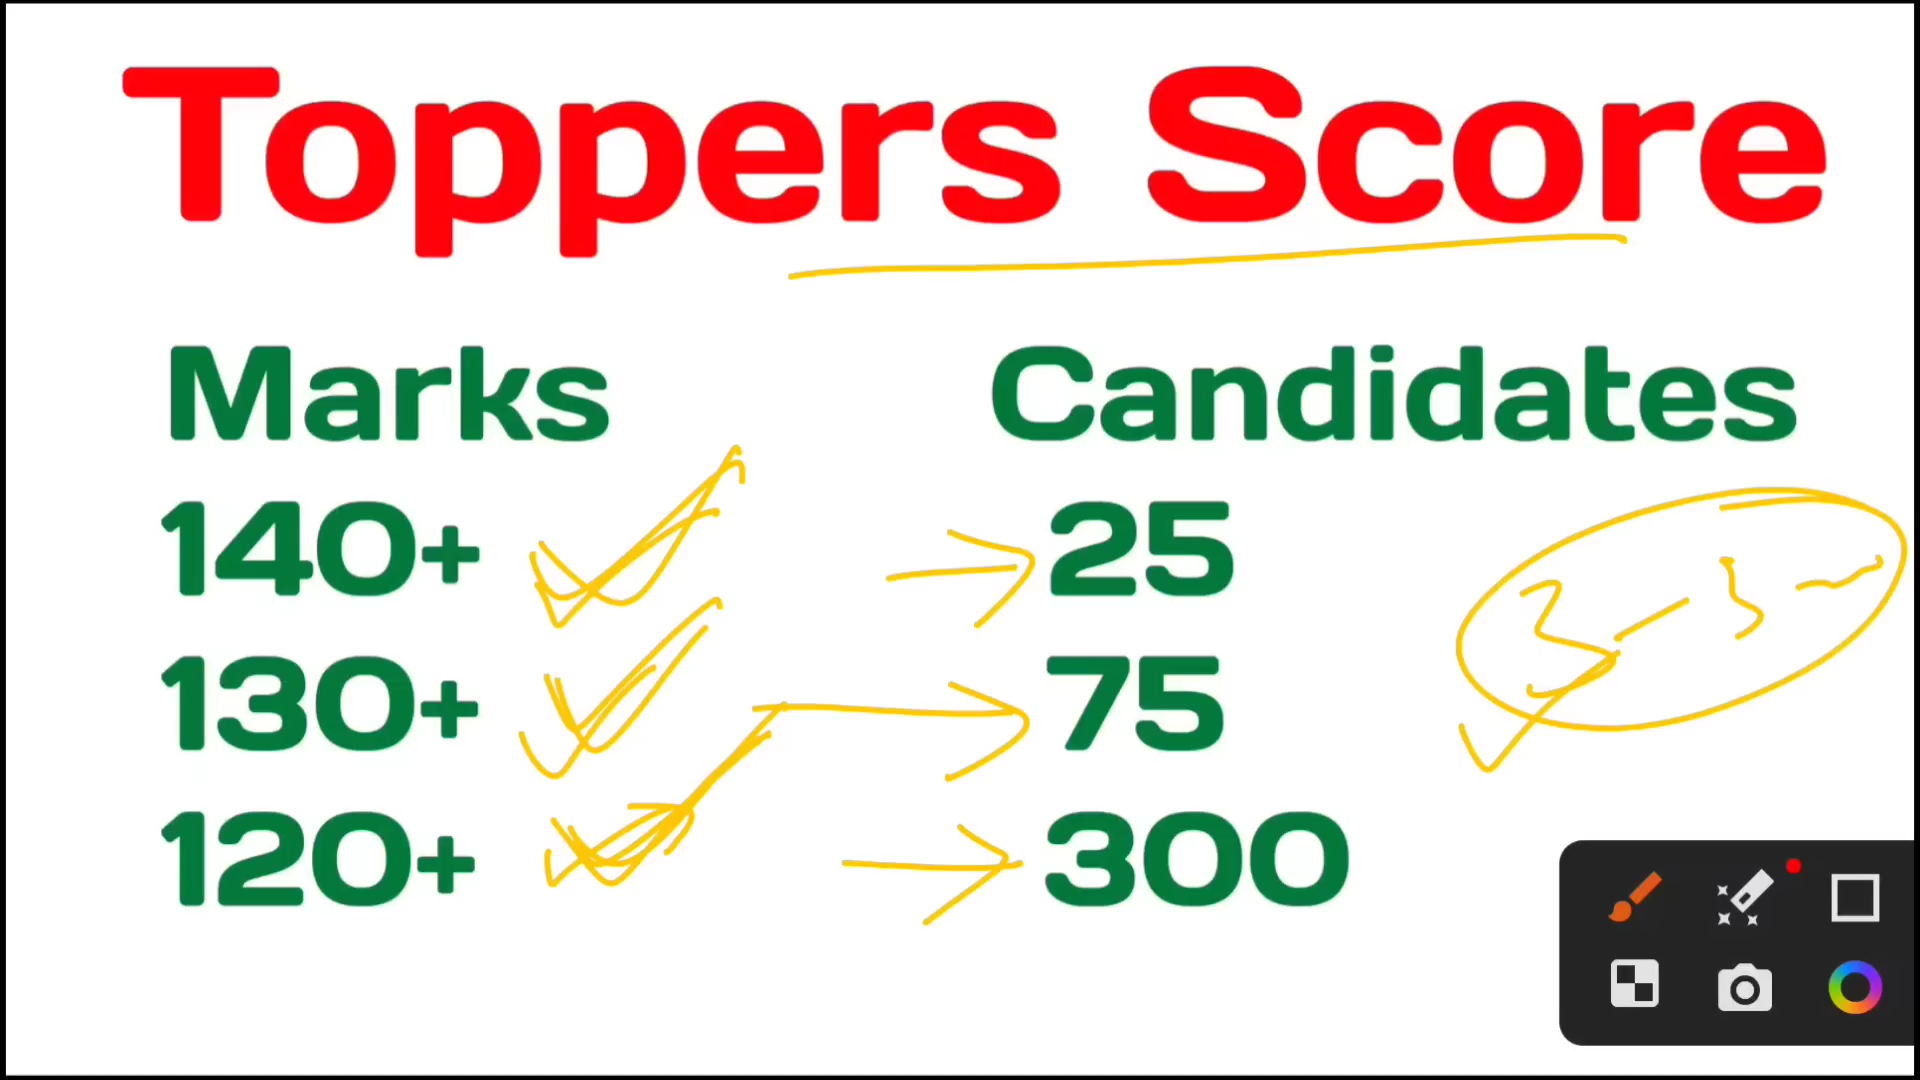 Toppers Score
Marks Candidates
140+ 25
130+ 75
120+ 300